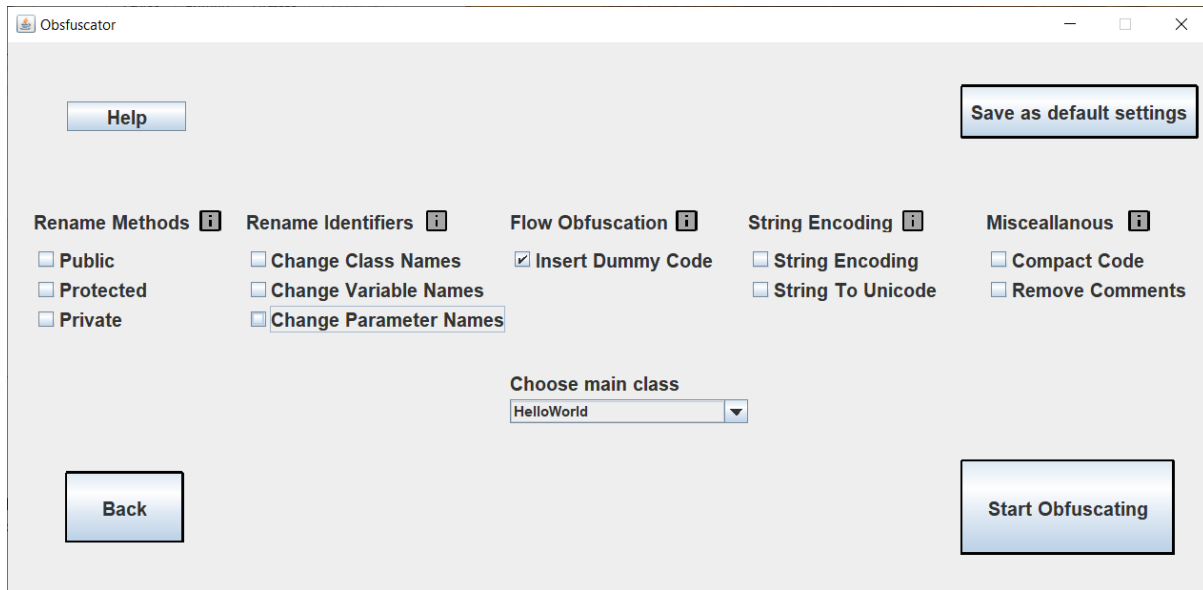 Obsfuscator
Help
Save as default settings
Rename Methods i
Public
Protected
Private
Rename Identifiers i
Change Class Names
Change Variable Names
Change Parameter Names
Flow Obfuscation i
Insert Dummy Code
String Encoding i
String Encoding
String To Unicode
Misceallanous i
Compact Code
Remove Comments
Choose main class
HelloWorld
Back
Start Obfuscating